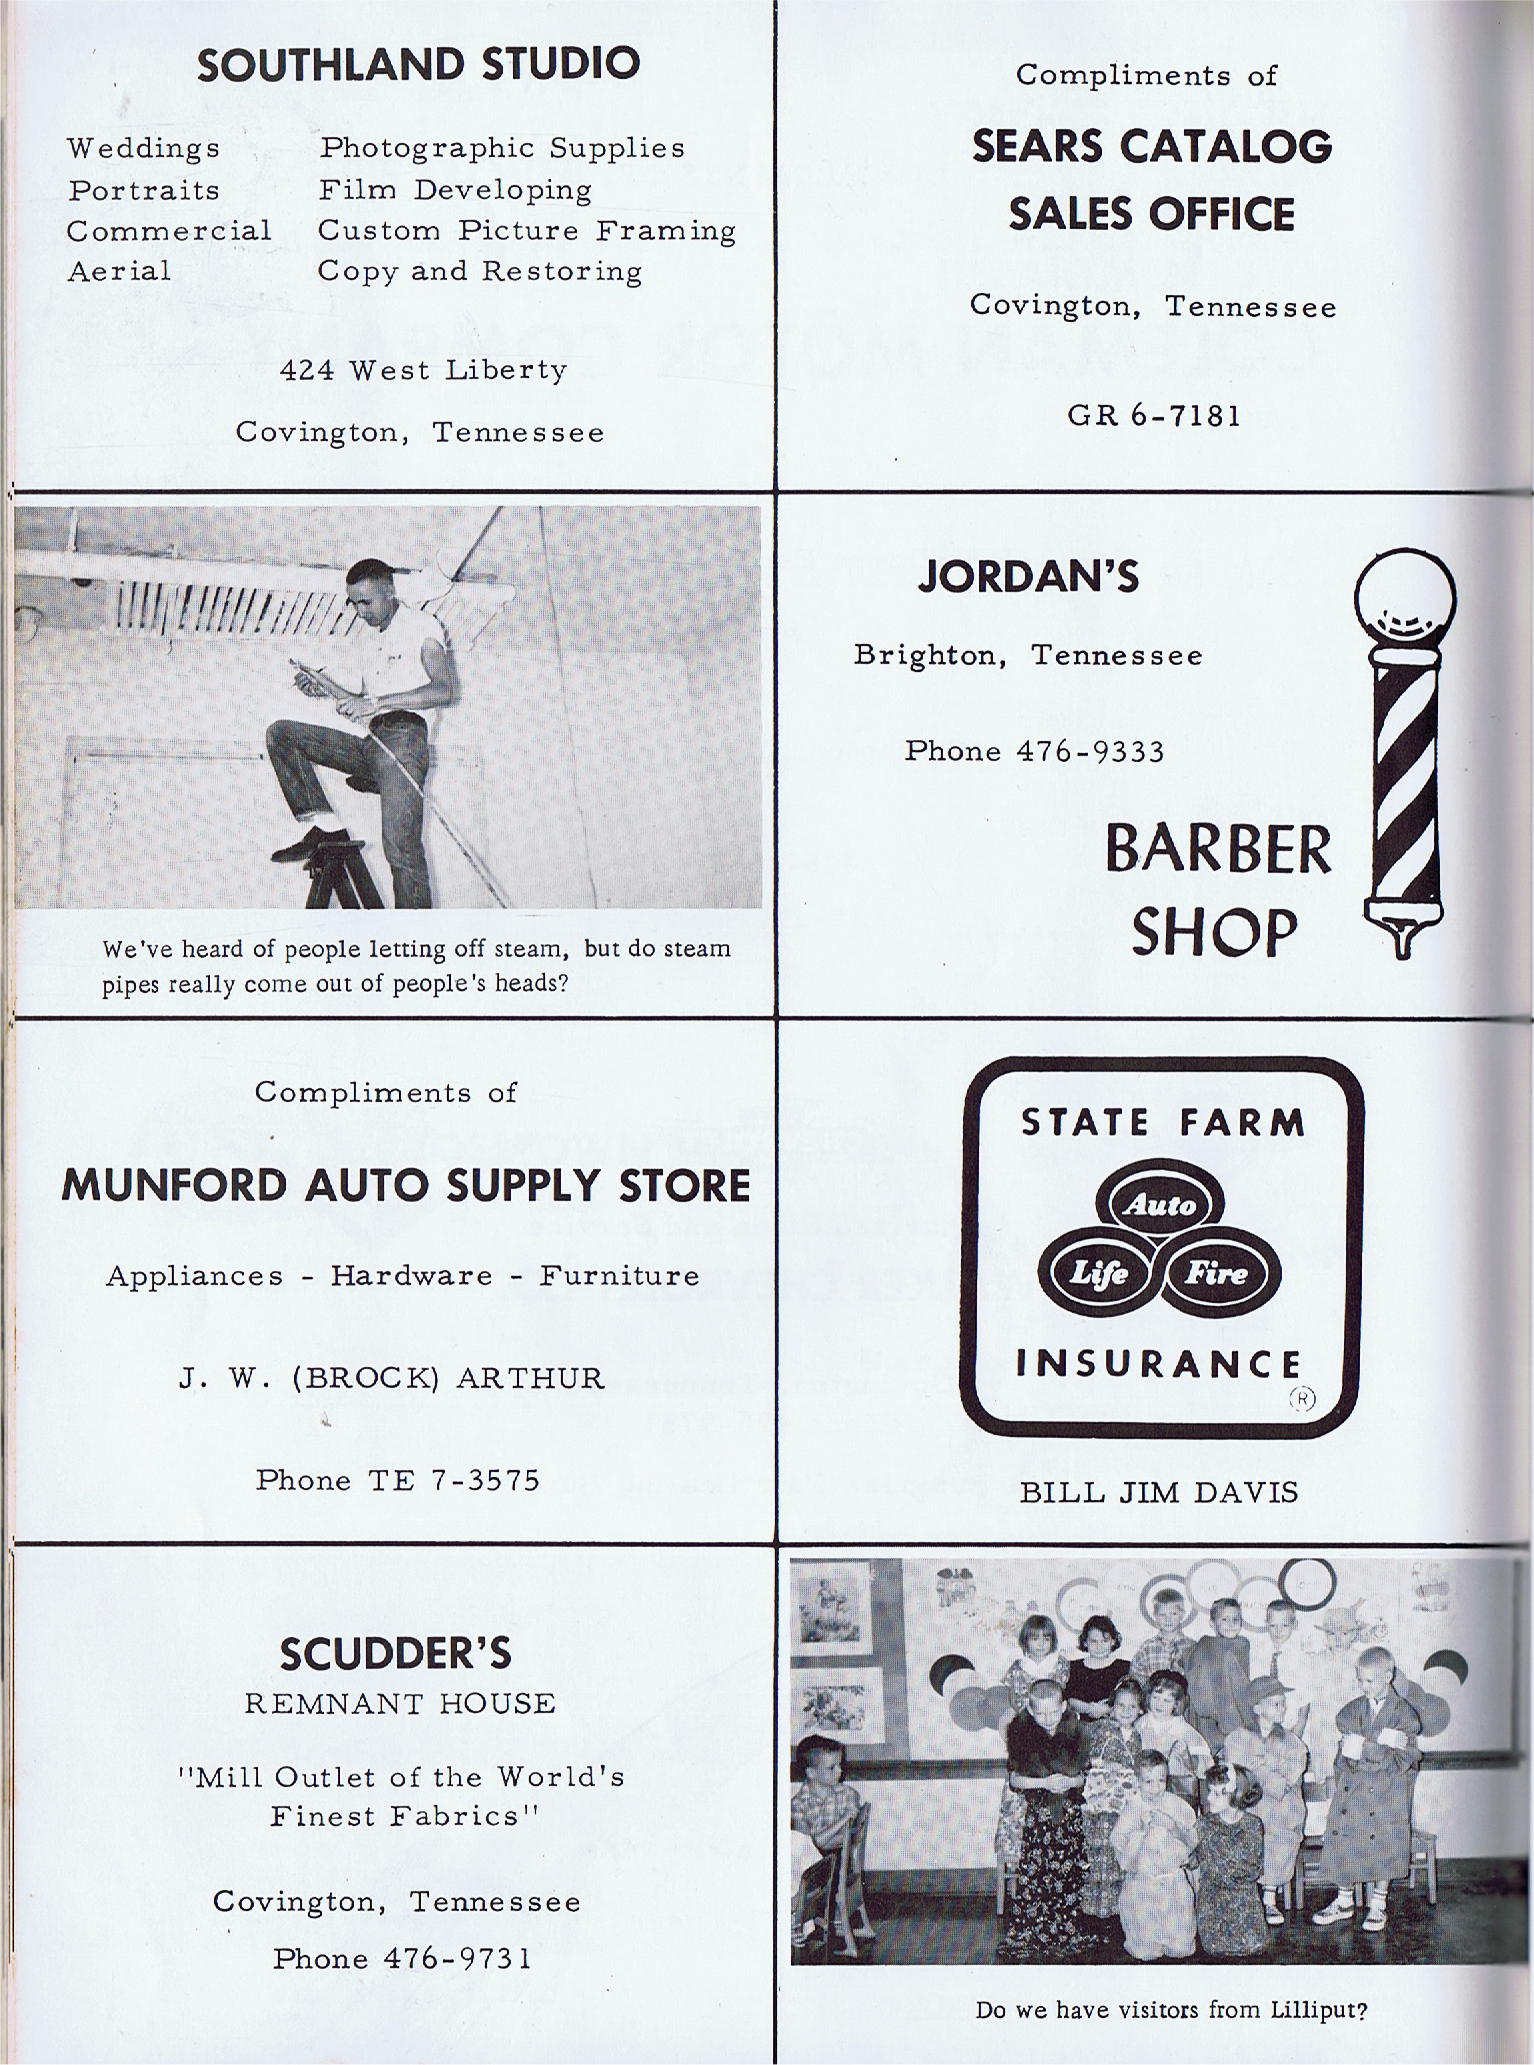 SOUTHLAND STUDIO
Weddings Photographic Supplies
Portraits Film Developing
Commercial Custom Picture Framing
Aerial Copy and Restoring
424 West Liberty
Covington, Tennessee
Compliments of
SEARS CATALOG
SALES OFFICE
Covington, Tennessee
GR 6-7181
We've heard of people letting off steam, but do steam
pipes really come out of people's heads?
JORDAN'S
Brighton, Tennessee
Phone 476-9333
BARBER
SHOP
Compliments of
MUNFORD AUTO SUPPLY STORE
Appliances - Hardware - Furniture
J. W. (BROCK) ARTHUR
Phone TE 7-3575
STATE FARM
Auto
Life Fire
INSURANCE
®
BILL JIM DAVIS
SCUDDER'S
REMNANT HOUSE
"Mill Outlet of the World's
Finest Fabrics"
Covington, Tennessee
Phone 476-9731
Do we have visitors from Lilliput?